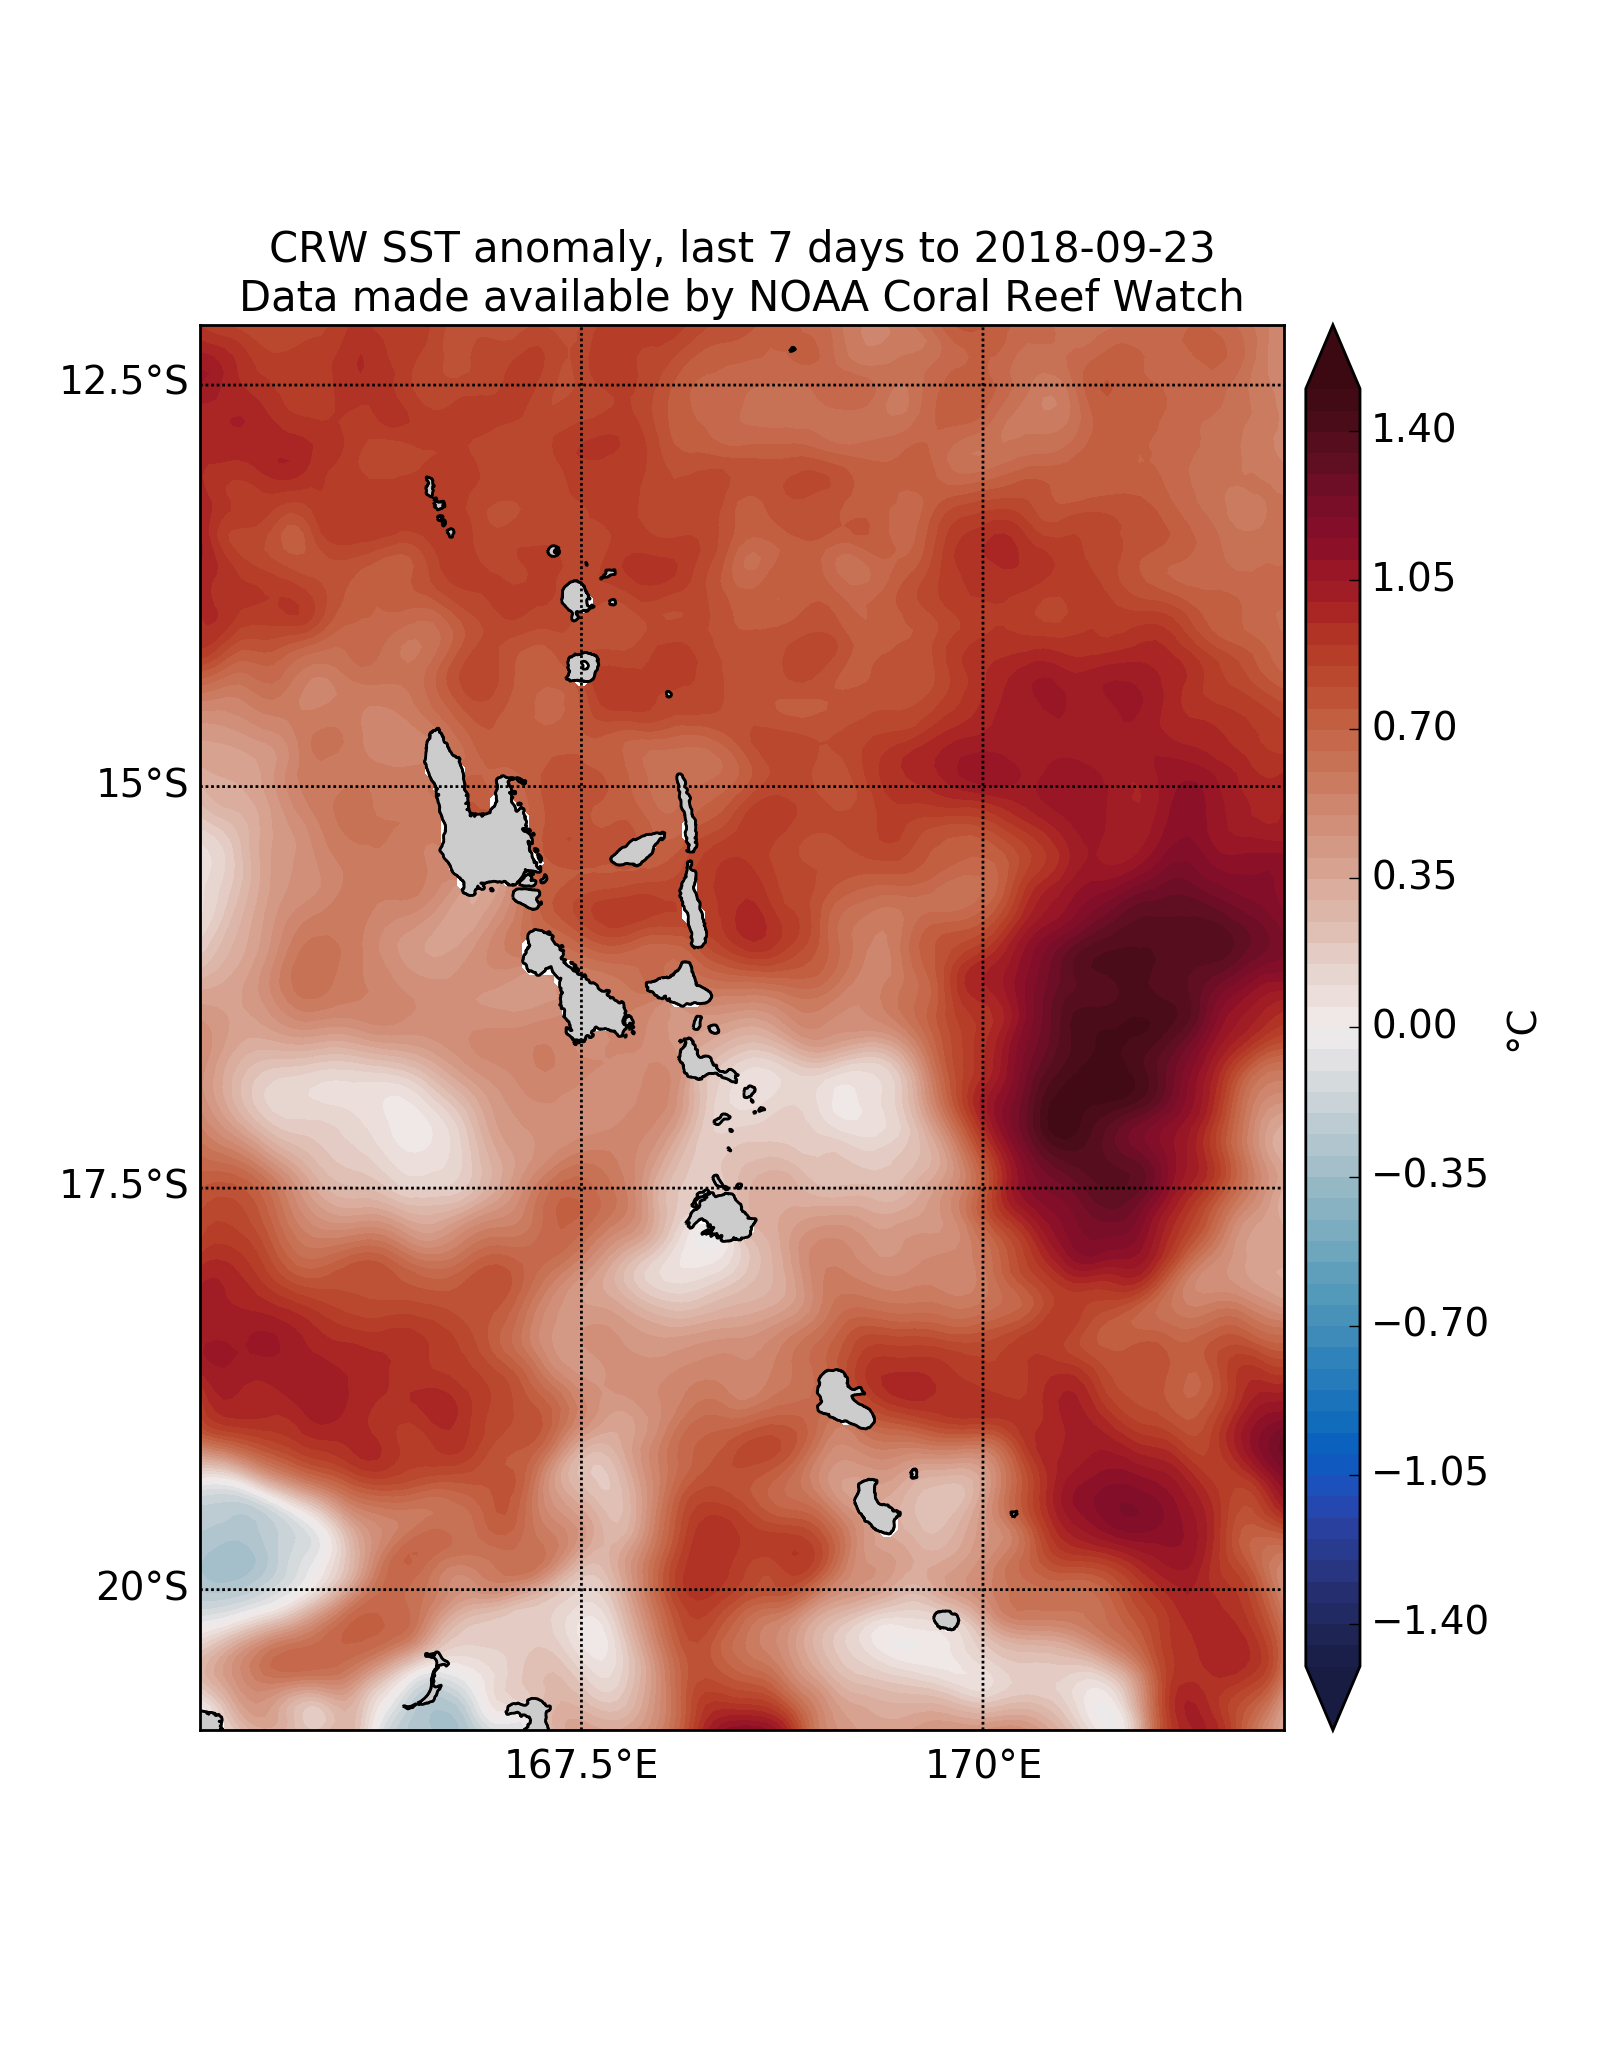 CRW SST anomaly, last 7 days to 2018-09-23
Data made available by NOAA Coral Reef Watch
12.5°S
15°S
17.5°S
20°S
167.5°E
170°E
1.40
1.05
0.70
0.35
0.00
−0.35
−0.70
−1.05
−1.40
°C